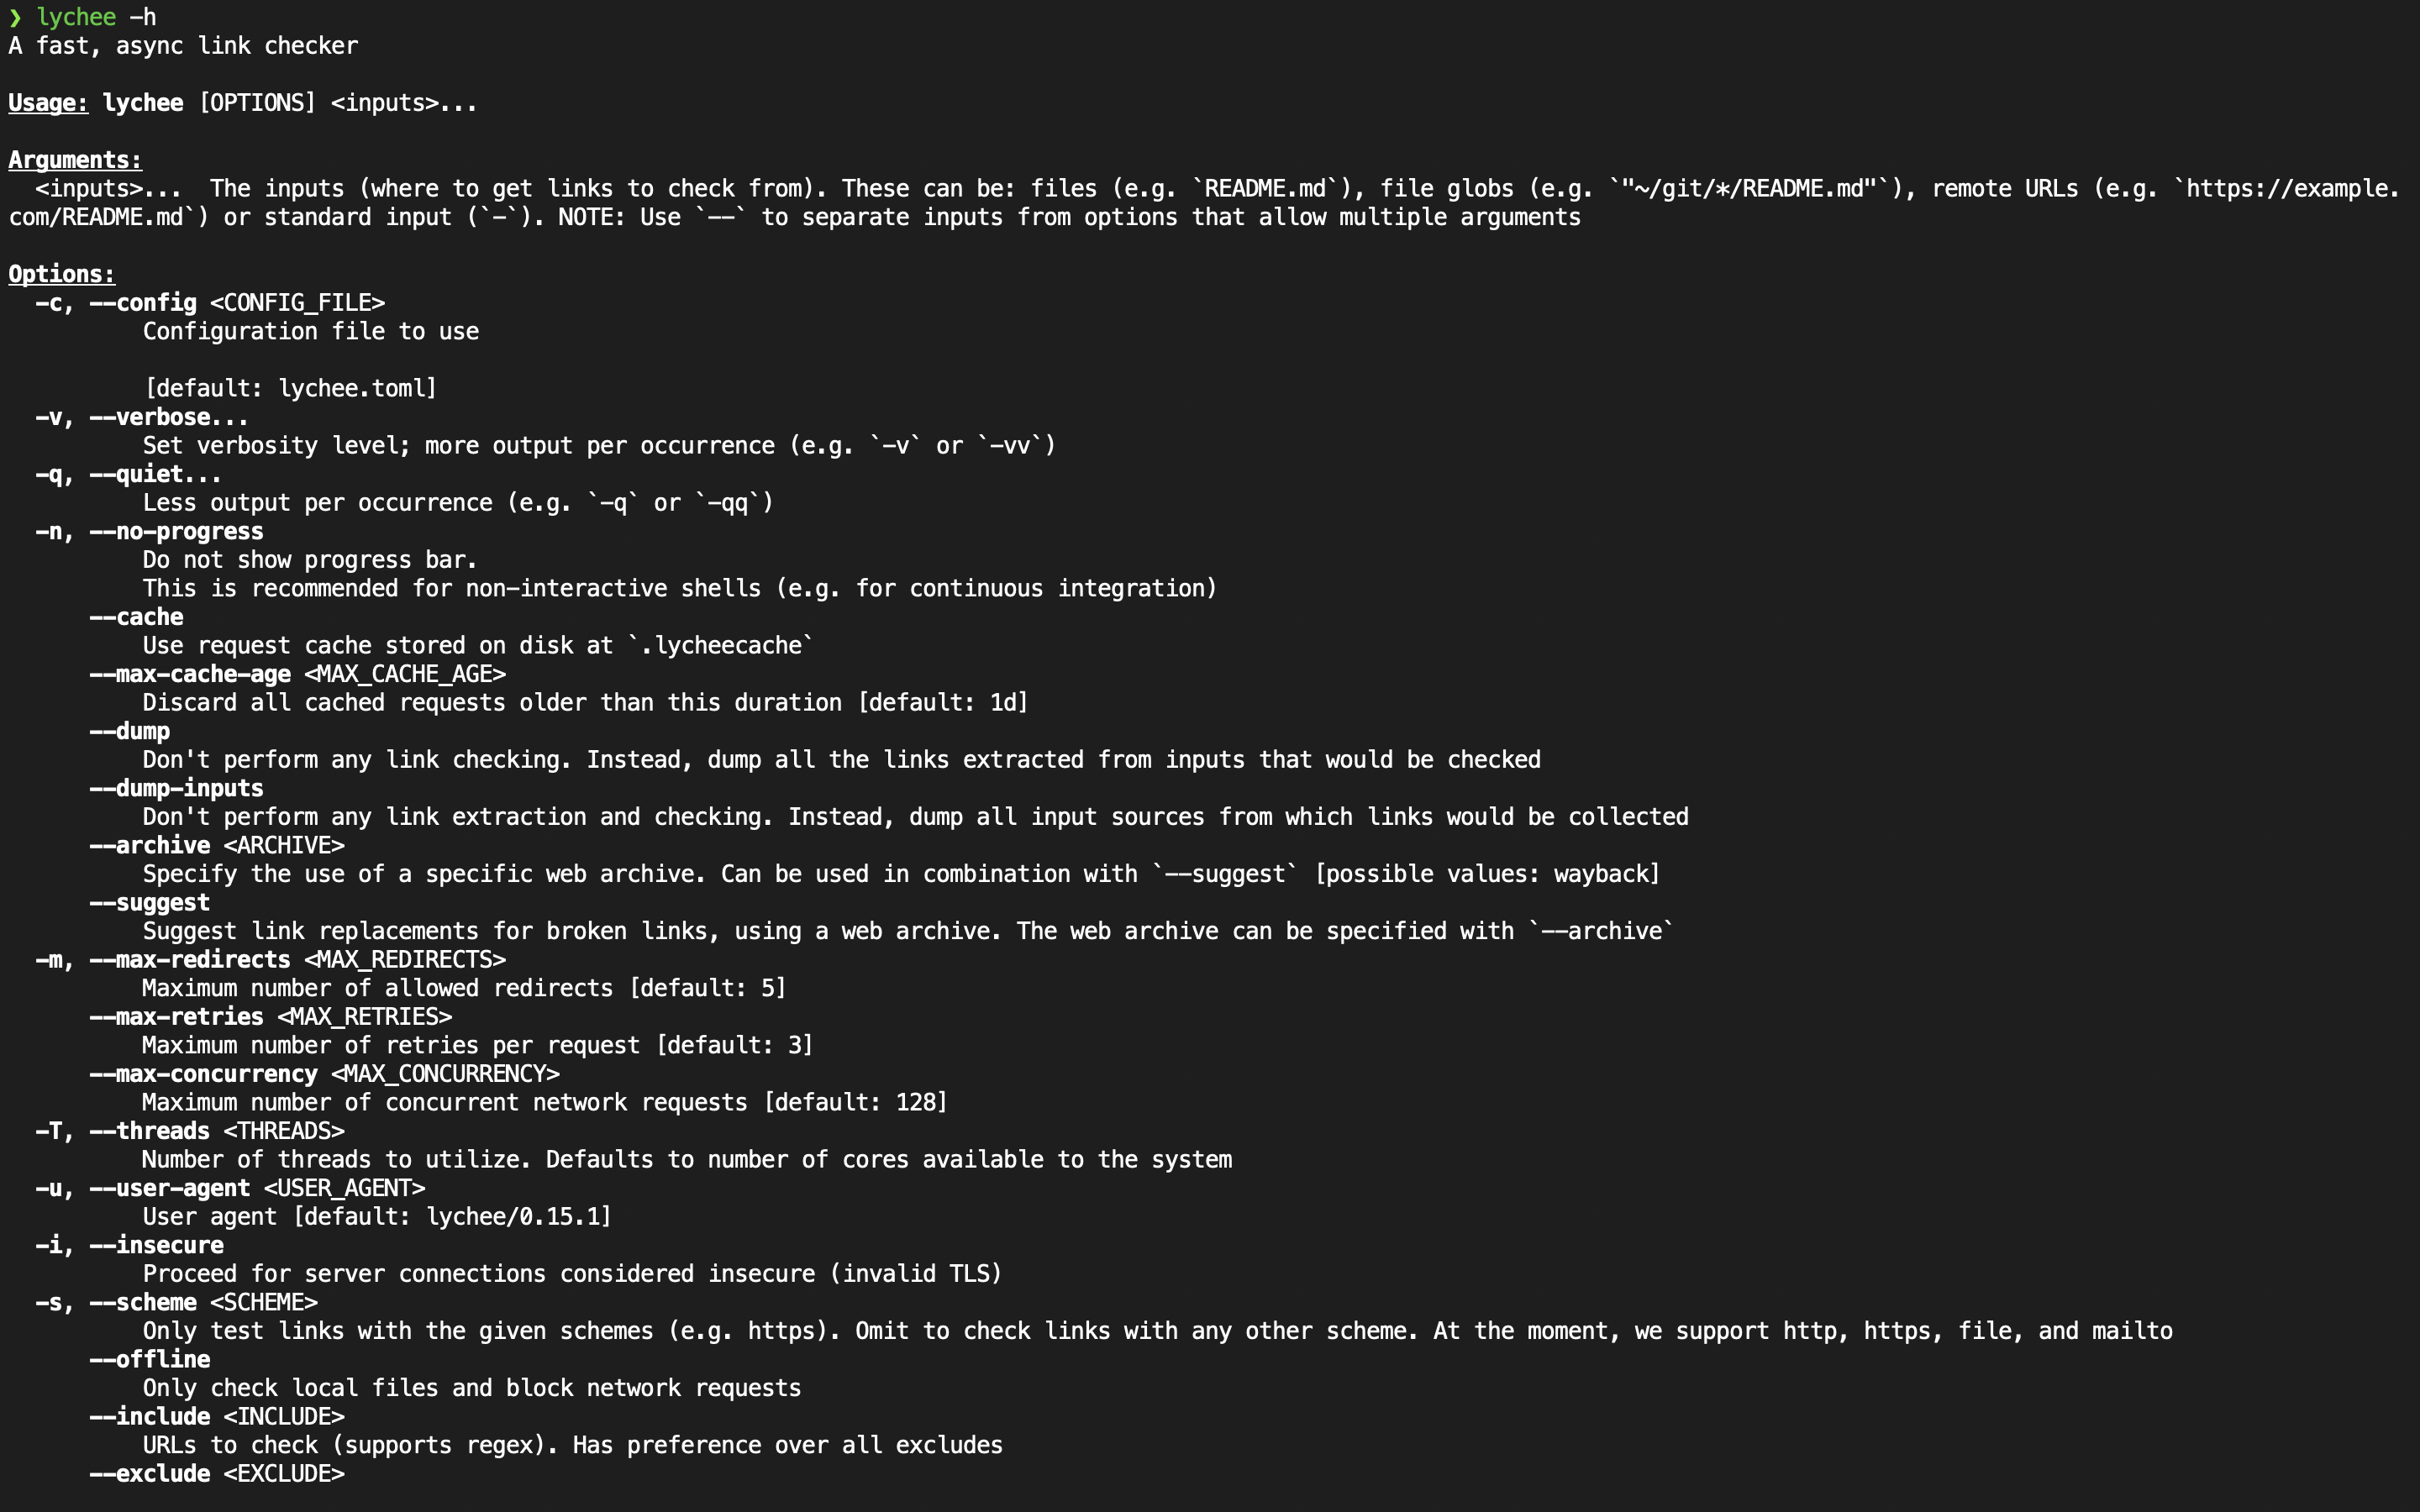 ❯ lychee -h
A fast, async link checker

Usage: lychee [OPTIONS] <inputs>...

Arguments:
  <inputs>...  The inputs (where to get links to check from). These can be: files (e.g. `README.md`), file globs (e.g. `"~/git/*/README.md"`), remote URLs (e.g. `https://example.
com/README.md`) or standard input (`-`). NOTE: Use `--` to separate inputs from options that allow multiple arguments

Options:
  -c, --config <CONFIG_FILE>
          Configuration file to use

          [default: lychee.toml]
  -v, --verbose...
          Set verbosity level; more output per occurrence (e.g. `-v` or `-vv`)
  -q, --quiet...
          Less output per occurrence (e.g. `-q` or `-qq`)
  -n, --no-progress
          Do not show progress bar.
          This is recommended for non-interactive shells (e.g. for continuous integration)
      --cache
          Use request cache stored on disk at `.lycheecache`
      --max-cache-age <MAX_CACHE_AGE>
          Discard all cached requests older than this duration [default: 1d]
      --dump
          Don't perform any link checking. Instead, dump all the links extracted from inputs that would be checked
      --dump-inputs
          Don't perform any link extraction and checking. Instead, dump all input sources from which links would be collected
      --archive <ARCHIVE>
          Specify the use of a specific web archive. Can be used in combination with `--suggest` [possible values: wayback]
      --suggest
          Suggest link replacements for broken links, using a web archive. The web archive can be specified with `--archive`
  -m, --max-redirects <MAX_REDIRECTS>
          Maximum number of allowed redirects [default: 5]
      --max-retries <MAX_RETRIES>
          Maximum number of retries per request [default: 3]
      --max-concurrency <MAX_CONCURRENCY>
          Maximum number of concurrent network requests [default: 128]
  -T, --threads <THREADS>
          Number of threads to utilize. Defaults to number of cores available to the system
  -u, --user-agent <USER_AGENT>
          User agent [default: lychee/0.15.1]
  -i, --insecure
          Proceed for server connections considered insecure (invalid TLS)
  -s, --scheme <SCHEME>
          Only test links with the given schemes (e.g. https). Omit to check links with any other scheme. At the moment, we support http, https, file, and mailto
      --offline
          Only check local files and block network requests
      --include <INCLUDE>
          URLs to check (supports regex). Has preference over all excludes
      --exclude <EXCLUDE>